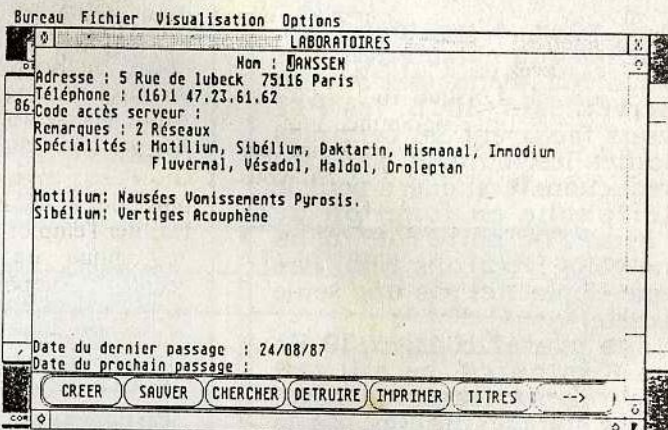 Bureau Fichier Visualisation Options
LABORATOIRES
Nom : JANSSEN
Adresse : 5 Rue de lubeck 75116 Paris
Téléphone : (16)1 47.23.61.62
86
Code accès serveur :
Remarques : 2 Réseaux
Spécialités : Motilium, Sibélium, Daktarin, Hismanal, Immodium
Fluvermal, Vésadol, Haldol, Droleptan
Motilium: Nausées Vomissements Pyrosis.
Sibélium: Vertiges Acouphène
Date du dernier passage : 24/08/87
Date du prochain passage :
CREER SAUVER CHERCHER DETRUIRE IMPRIMER TITRES -->